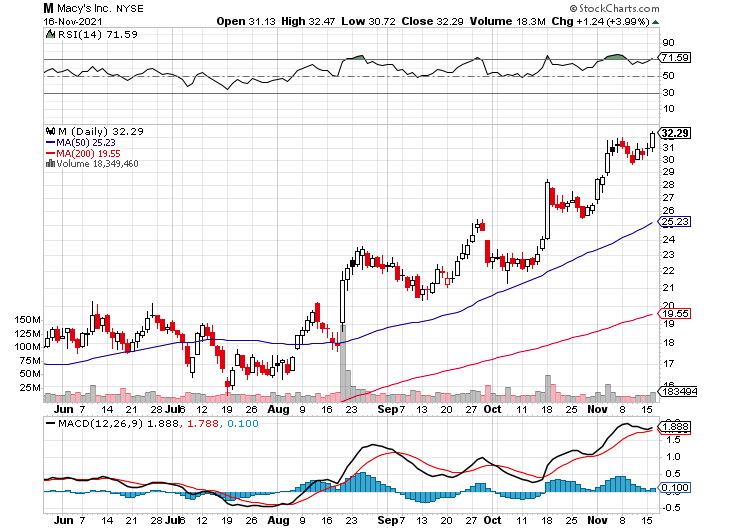 M Macy's Inc. NYSE ©StockCharts.com
16-Nov-2021 Open 31.13 High 32.47 Low 30.72 Close 32.29 Volume 18.3M Chg +1.24 (+3.99%)
RSI(14) 71.59
90
71.59
50
30
10
M (Daily) 32.29
MA(50) 25.23
MA(200) 19.55
Volume 18,349,460
32.29
31
30
29
28
27
26
25.23
24
23
22
21
20
19.55
19
18
17
16
150M
125M
100M
75M
50M
25M
183494
Jun 7 14 21 28 Jul 6 12 19 26 Aug 9 16 23 Sep 7 13 20 27 Oct 11 18 25 Nov 8 15
MACD(12,26,9) 1.888, 1.788, 0.100
1.888
1.5
1.0
0.5
0.100
-0.5
Jun 7 14 21 28 Jul 6 12 19 26 Aug 9 16 23 Sep 7 13 20 27 Oct 11 18 25 Nov 8 15